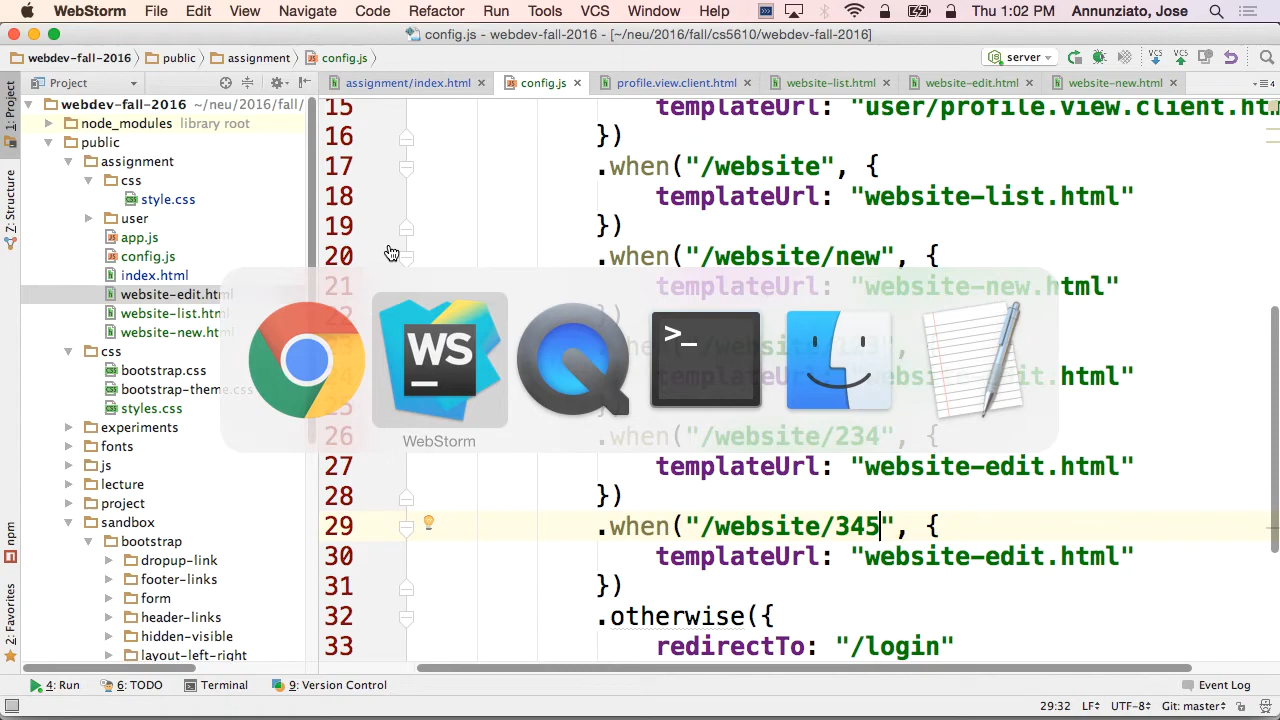 WebStorm File Edit View Navigate Code Refactor Run Tools VCS Window Help Thu 1:02 PM Annunziato, Jose
config.js - webdev-fall-2016 - [~/neu/2016/fall/cs5610/webdev-fall-2016]
webdev-fall-2016 public assignment config.js server
Project assignment/index.html config.js profile.view.client.html website-list.html website-edit.html website-new.html
1: Project
Z: Structure
npm
2: Favorites
webdev-fall-2016 ~/neu/2016/fall/
node_modules library root
public
assignment
css
style.css
user
app.js
config.js
index.html
website-edit.html
website-list.html
website-new.html
css
bootstrap.css
bootstrap-theme.css
styles.css
experiments
fonts
js
lecture
project
sandbox
bootstrap
dropup-link
footer-links
form
header-links
hidden-visible
layout-left-right
15 templateUrl: "user/profile.view.client.htm
16 })
17 .when("/website", {
18 templateUrl: "website-list.html"
19 })
20 .when("/website/new", {
21 templateUrl: "website-new.html"
26 .when("/website/234", {
27 templateUrl: "website-edit.html"
28 })
29 .when("/website/345", {
30 templateUrl: "website-edit.html"
31 })
32 .otherwise({
33 redirectTo: "/login"
WS
>_
WebStorm
4: Run 6: TODO Terminal 9: Version Control Event Log
29:32 LF UTF-8 Git: master